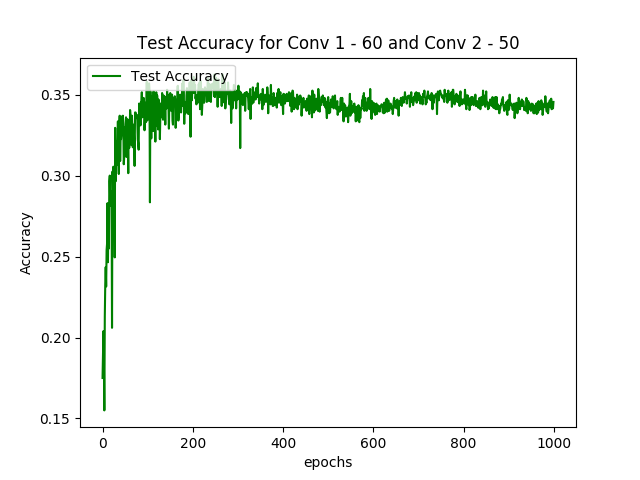 Test Accuracy for Conv 1 - 60 and Conv 2 - 50
Test Accuracy
0.35
0.30
0.25
0.20
0.15
Accuracy
0 200 400 600 800 1000
epochs